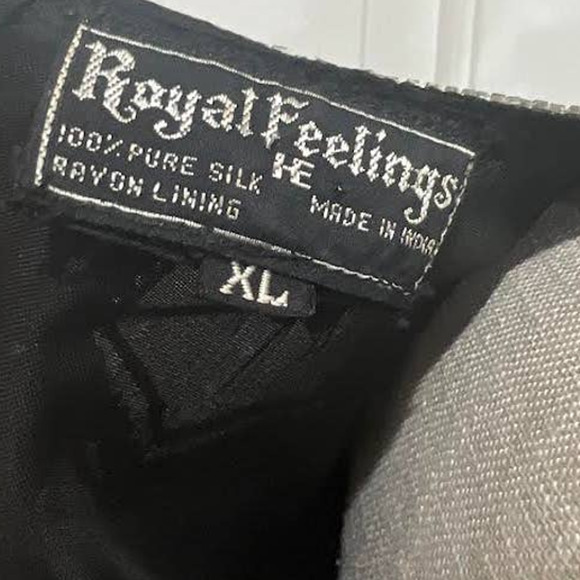 Royal Feelings
100% PURE SILK HE
RAYON LINING MADE IN INDIA
XL